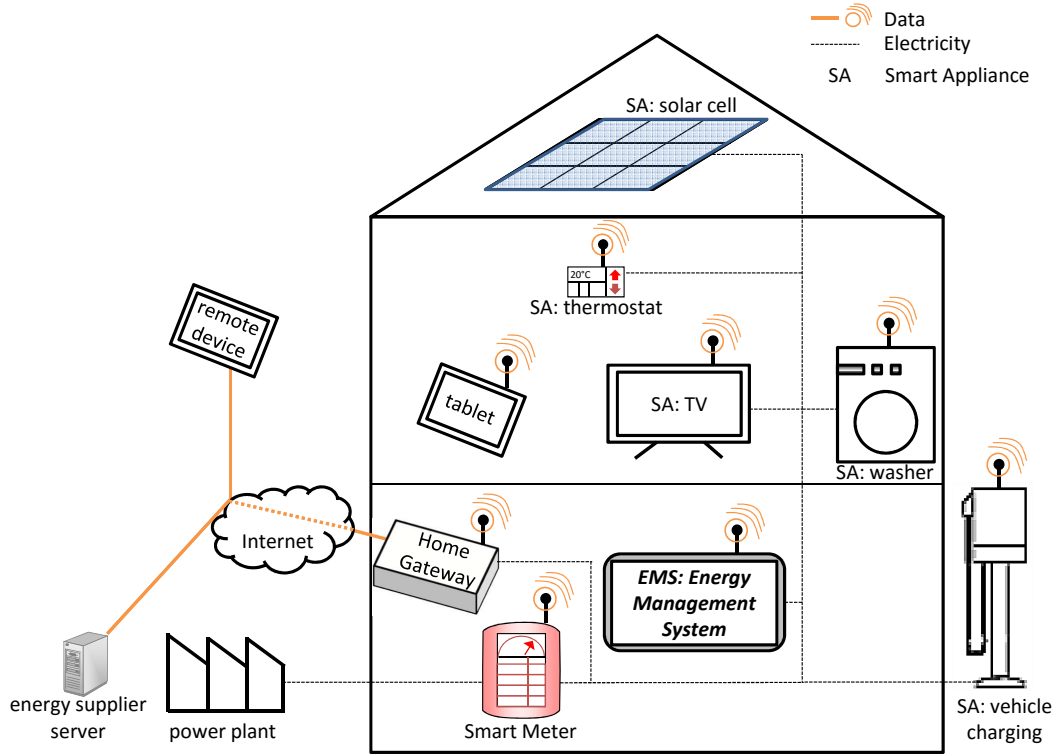 Data
Electricity
SA Smart Appliance
SA: solar cell
20°C
SA: thermostat
remote
device
tablet
SA: TV
SA: washer
Internet
Home
Gateway
EMS: Energy
Management
System
energy supplier
server
power plant
Smart Meter
SA: vehicle
charging